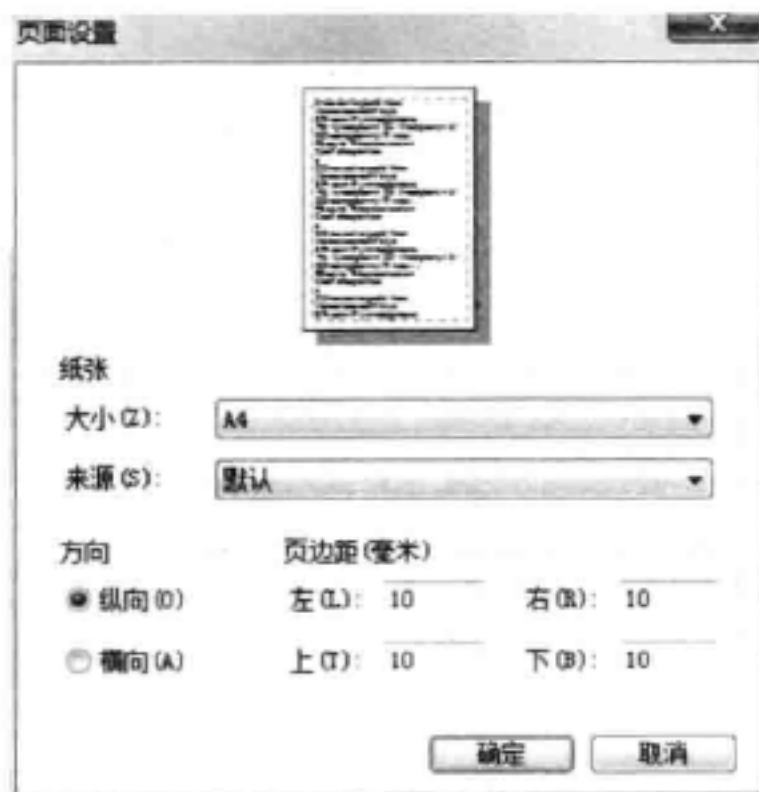 页面设置
纸张
大小(Z): A4
来源(S): 默认
方向 页边距(毫米)
纵向(O) 左(L): 10 右(R): 10
横向(A) 上(T): 10 下(B): 10
确定 取消